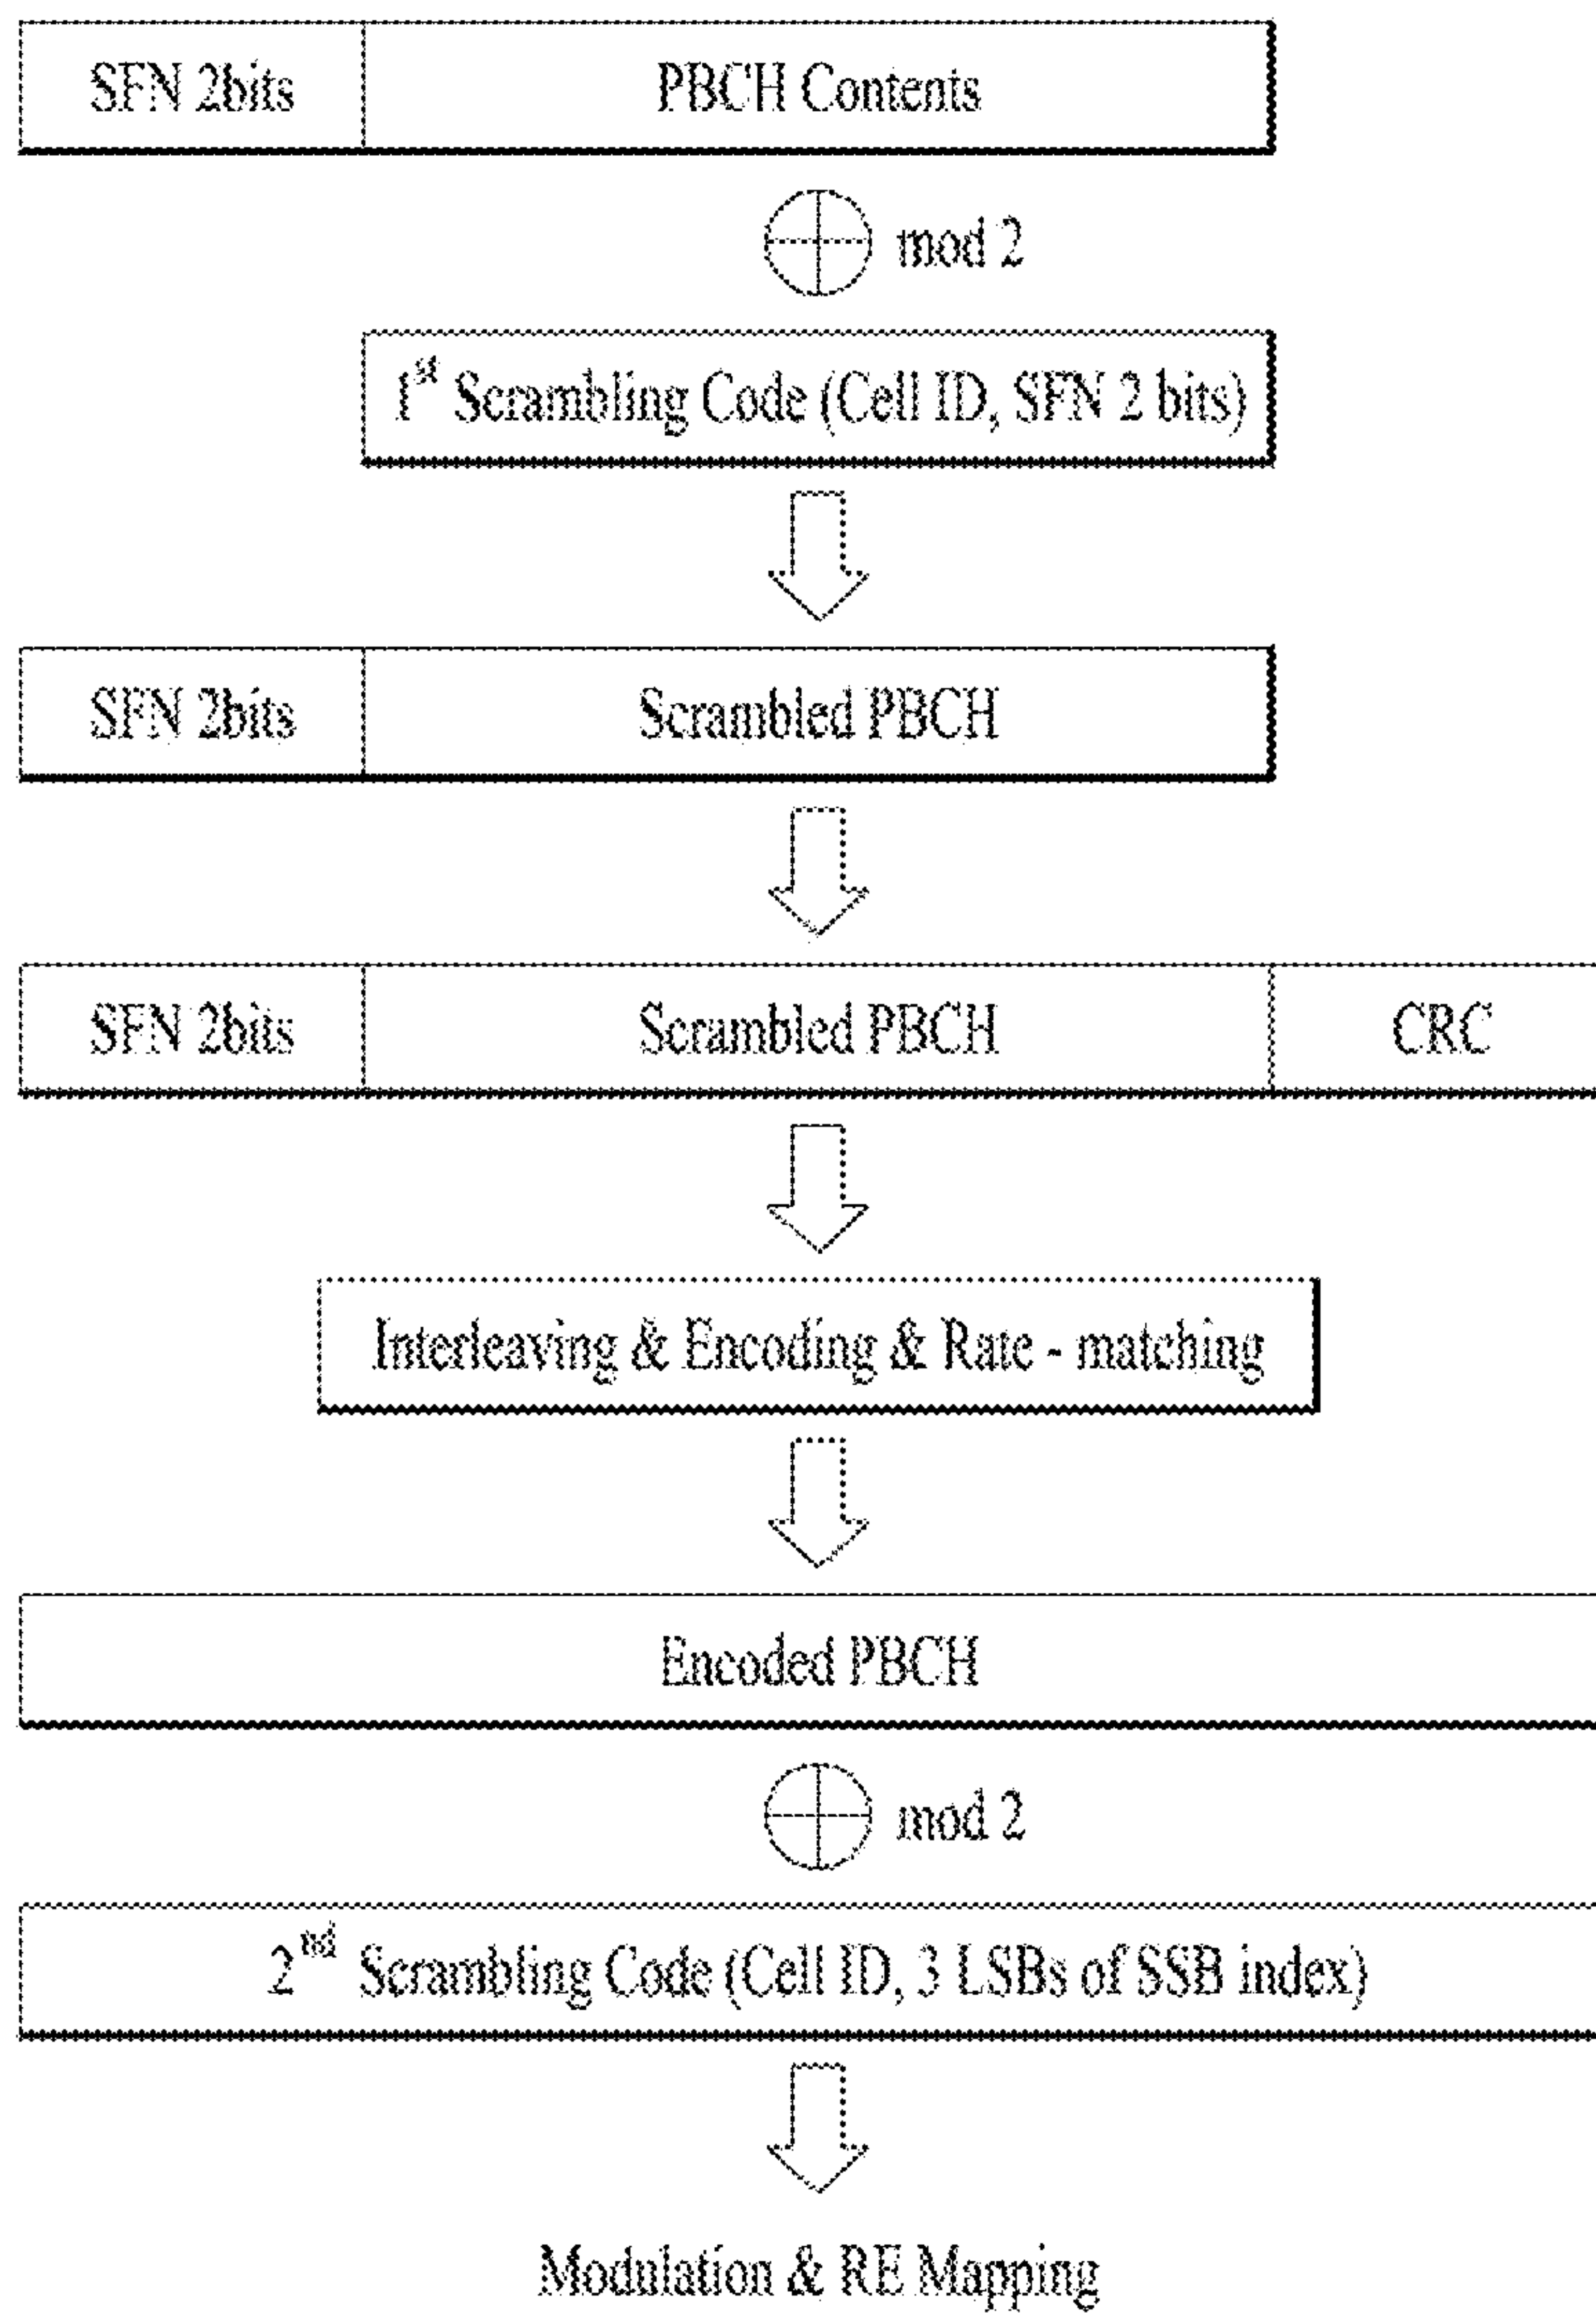 SFN 2bits PBCH Contents
mod 2
1st Scrambling Code (Cell ID, SFN 2 bits)
SFN 2bits Scrambled PBCH
SFN 2bits Scrambled PBCH CRC
Interleaving & Encoding & Rate - matching
Encoded PBCH
mod 2
2nd Scrambling Code (Cell ID, 3 LSBs of SSB index)
Modulation & RE Mapping